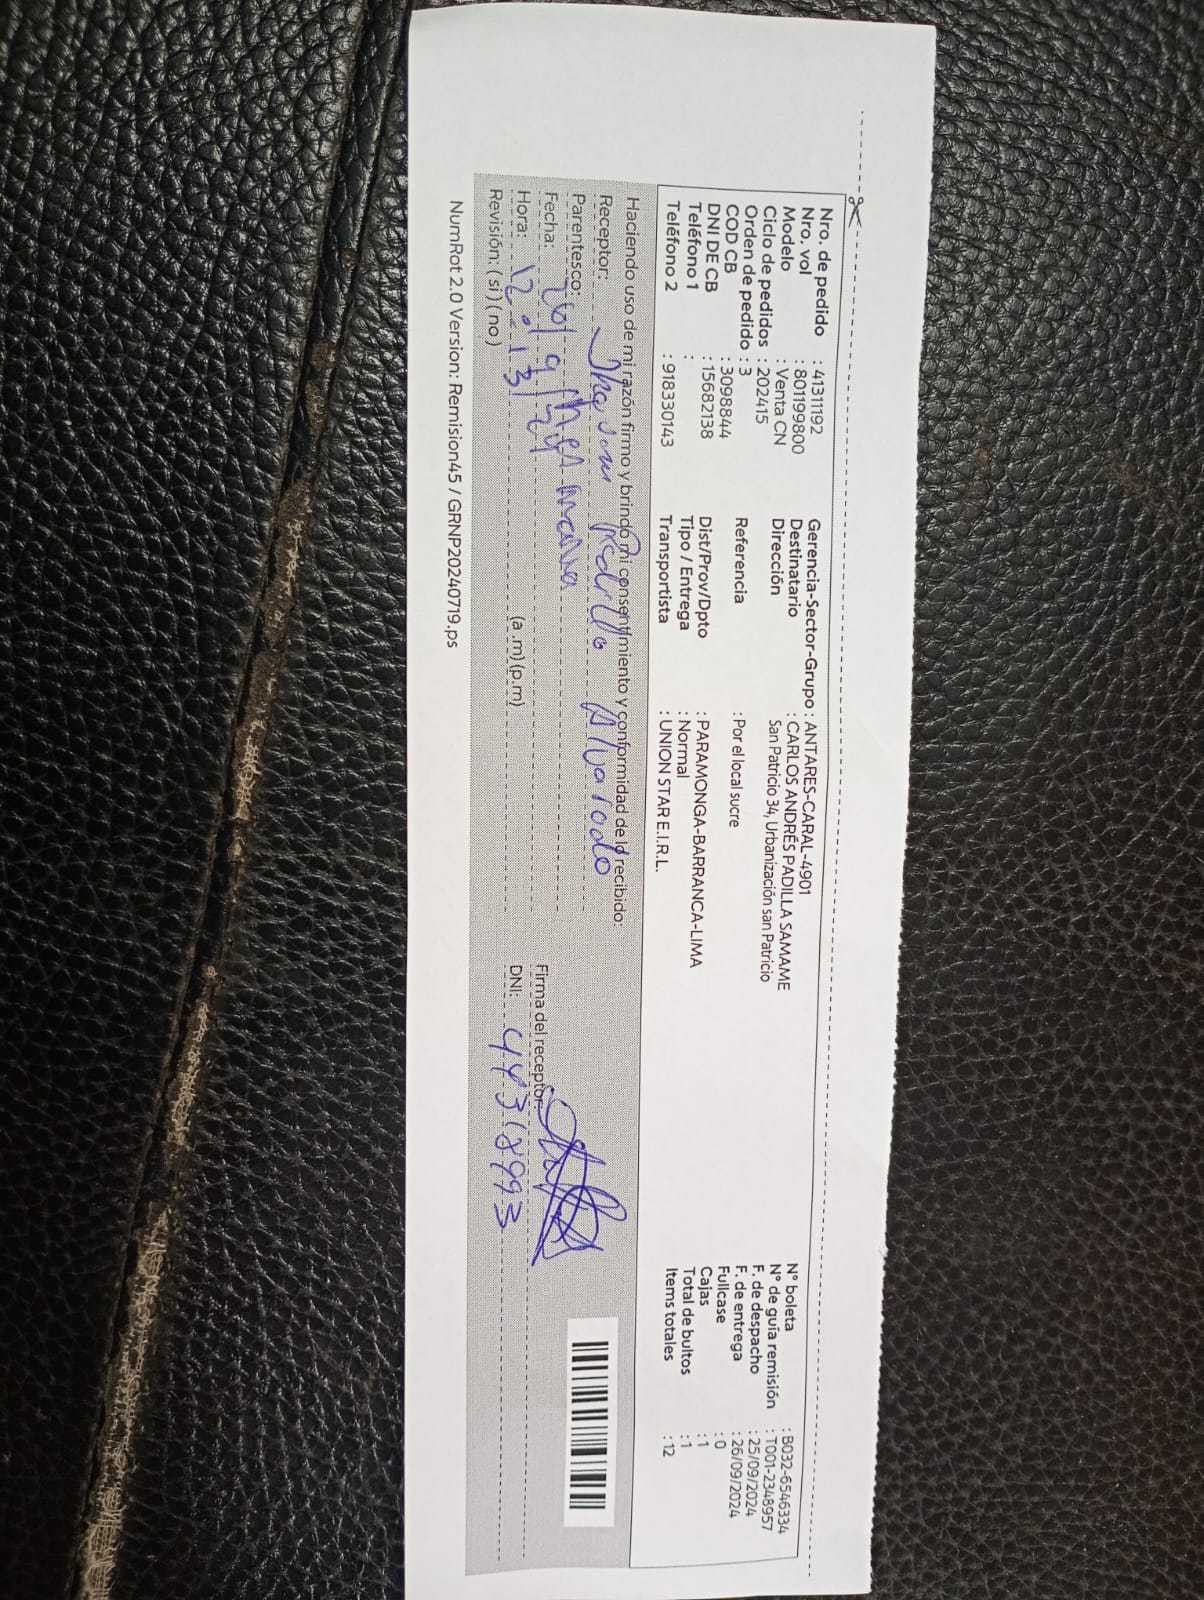 Nro. de pedido : 41311192
Nro. vol : 801199800
Modelo : Venta CN
Ciclo de pedidos : 202415
Orden de pedido : 3
COD CB : 3098844
DNI DE CB : 15682138
Teléfono 1 :
Teléfono 2 : 918330143
Gerencia-Sector-Grupo : ANTARES-CARAL-4901
Destinatario : CARLOS ANDRÉS PADILLA SAMAME
Dirección San Patricio 34, Urbanización san Patricio
Referencia : Por el local sucre
Dist/Prov/Dpto : PARAMONGA-BARRANCA-LIMA
Tipo / Entrega : Normal
Transportista : UNION STAR E.I.R.L.
N° boleta : B032-6546334
N° de guía remisión : T001-2348957
F. de despacho : 25/09/2024
F. de entrega : 26/09/2024
Fullcase : 0
Cajas : 1
Total de bultos : 1
Items totales : 12
Haciendo uso de mi razón firmo y brindo mi consentimiento y conformidad de lo recibido:
Receptor: Alvarado
Parentesco: Hermana
Fecha: 26/9/24
Hora: 12:13 (a.m)(p.m)
Revisión: (si) (no)
Firma del receptor:
DNI:
NumRot 2.0 Version: Remision45 / GRNP20240719.ps